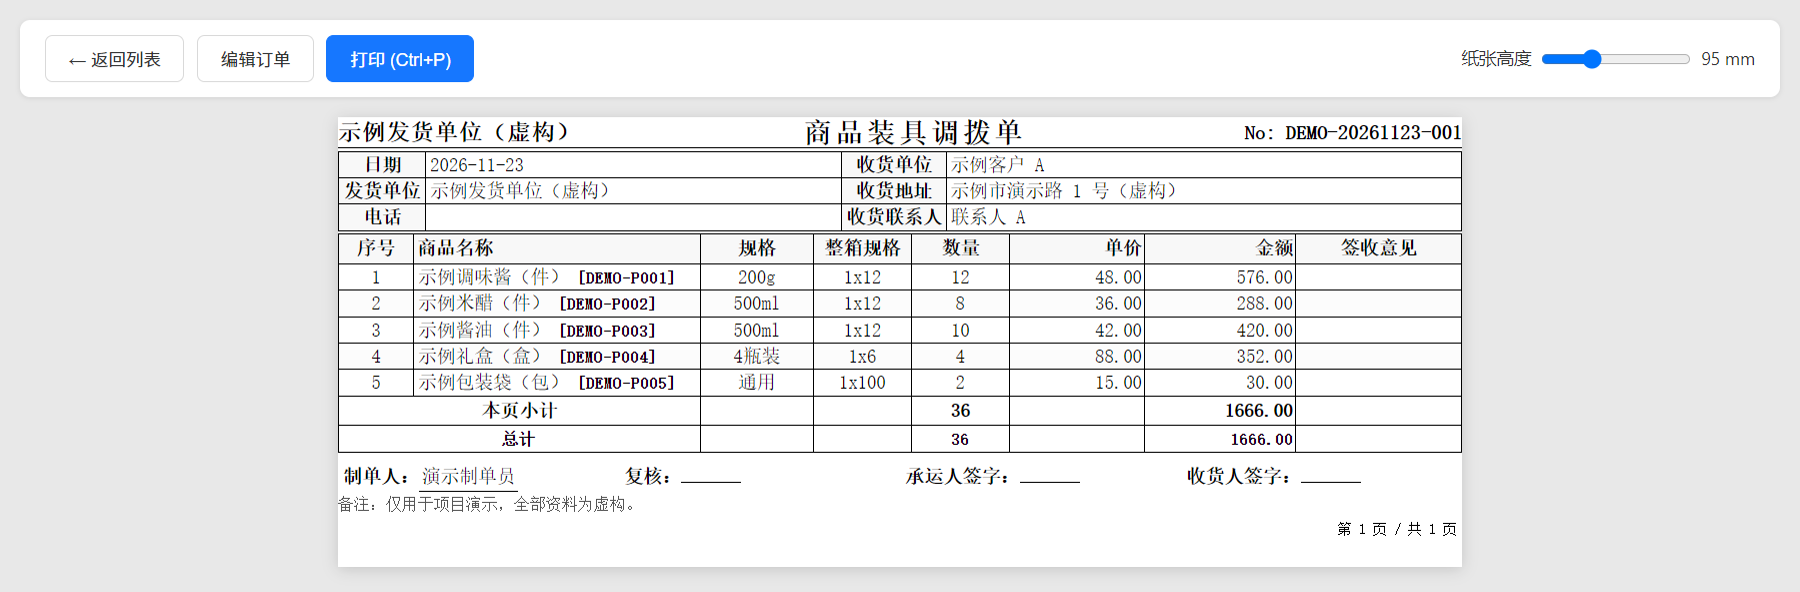 ← 返回列表 编辑订单 打印 (Ctrl+P) 纸张高度 95 mm
示例发货单位（虚构） 商品装具调拨单 No: DEMO-20261123-001
日期 2026-11-23 收货单位 示例客户 A
发货单位 示例发货单位（虚构） 收货地址 示例市演示路 1 号（虚构）
电话 收货联系人 联系人 A
序号 商品名称 规格 整箱规格 数量 单价 金额 签收意见
1 示例调味酱（件） [DEMO-P001] 200g 1x12 12 48.00 576.00
2 示例米醋（件） [DEMO-P002] 500ml 1x12 8 36.00 288.00
3 示例酱油（件） [DEMO-P003] 500ml 1x12 10 42.00 420.00
4 示例礼盒（盒） [DEMO-P004] 4瓶装 1x6 4 88.00 352.00
5 示例包装袋（包） [DEMO-P005] 通用 1x100 2 15.00 30.00
本页小计 36 1666.00
总计 36 1666.00
制单人：演示制单员 复核： 承运人签字： 收货人签字：
备注：仅用于项目演示，全部资料为虚构。
第 1 页 / 共 1 页